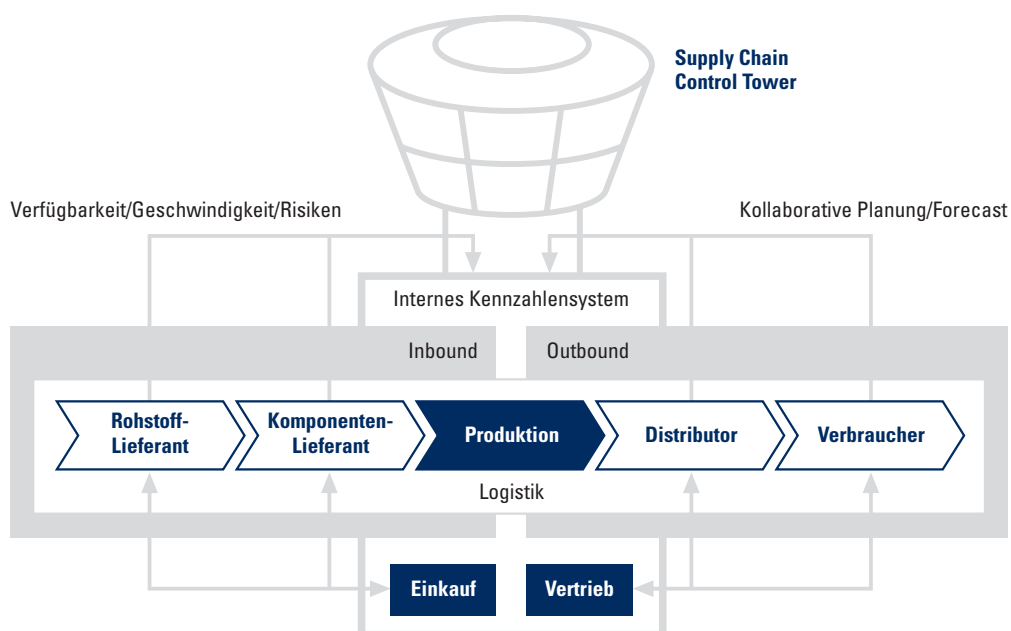 Supply Chain
Control Tower
Verfügbarkeit/Geschwindigkeit/Risiken
Kollaborative Planung/Forecast
Internes Kennzahlensystem
Inbound
Outbound
Rohstoff-
Lieferant
Komponenten-
Lieferant
Produktion
Distributor
Verbraucher
Logistik
Einkauf
Vertrieb